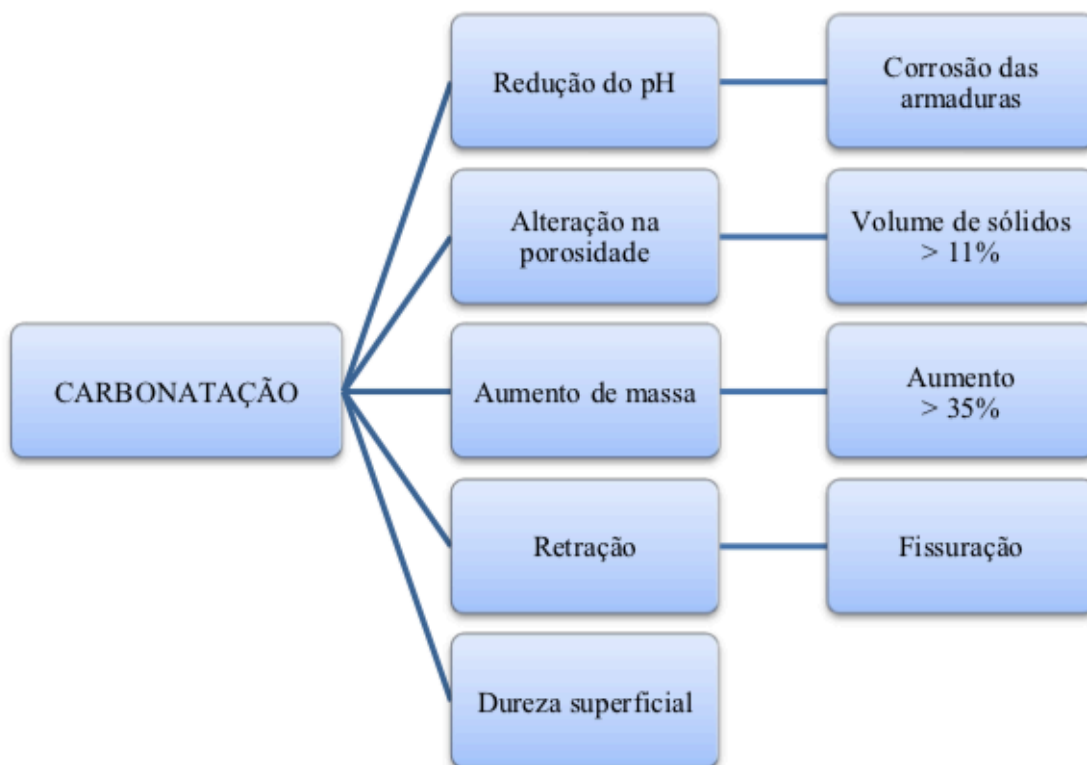 Redução do pH
Corrosão das
armaduras
Alteração na
porosidade
Volume de sólidos
> 11%
CARBONATAÇÃO
Aumento de massa
Aumento
> 35%
Retração
Fissuração
Dureza superficial